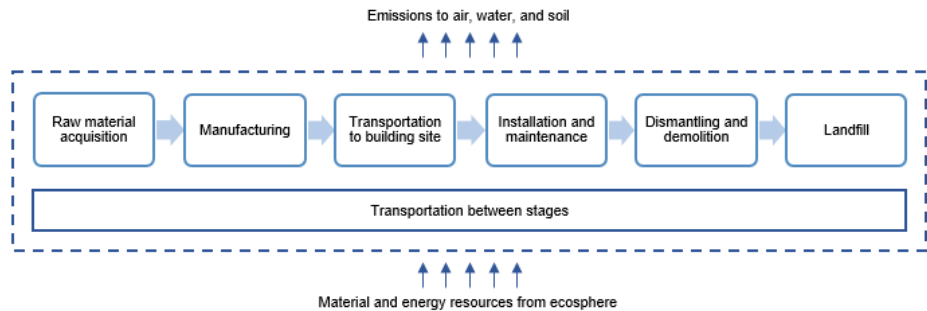 Emissions to air, water, and soil
Raw material
acquisition
Manufacturing
Transportation
to building site
Installation and
maintenance
Dismantling and
demolition
Landfill
Transportation between stages
Material and energy resources from ecosphere